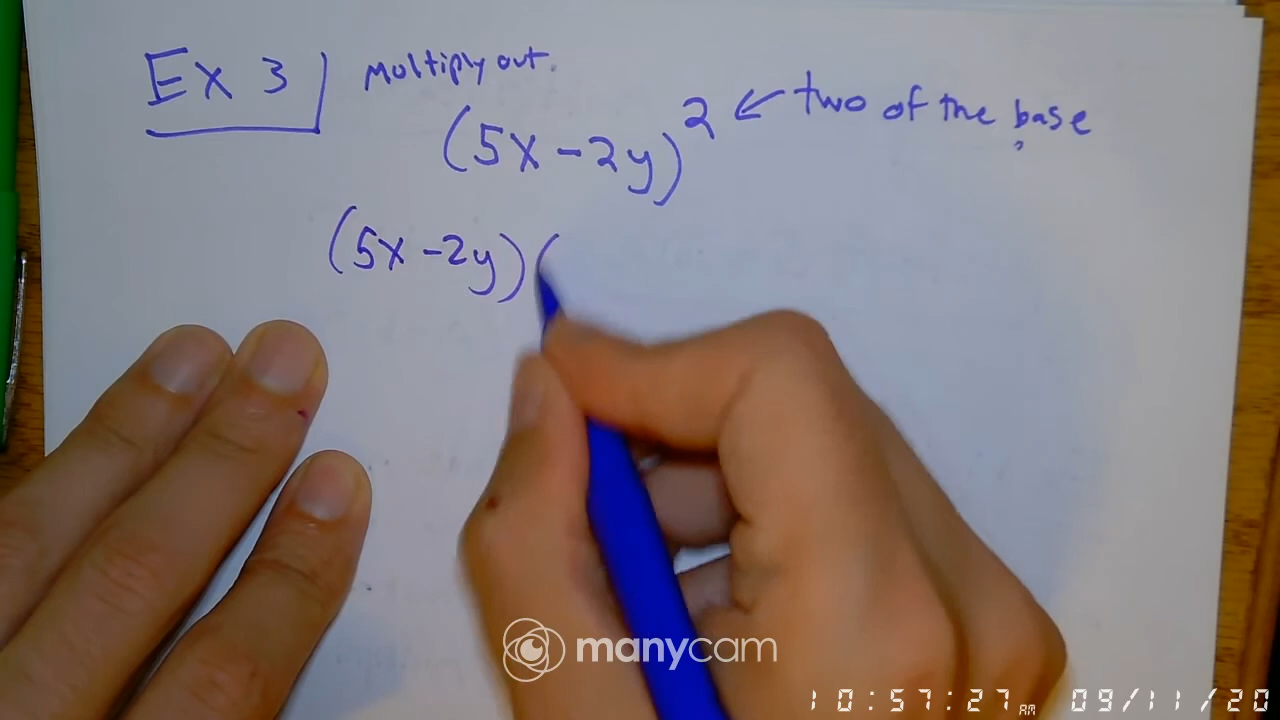 Ex 3 Multiply out.
(5x - 2y)² ← two of the base
(5x - 2y)(
manycam
10:57:27 AM 09/11/20